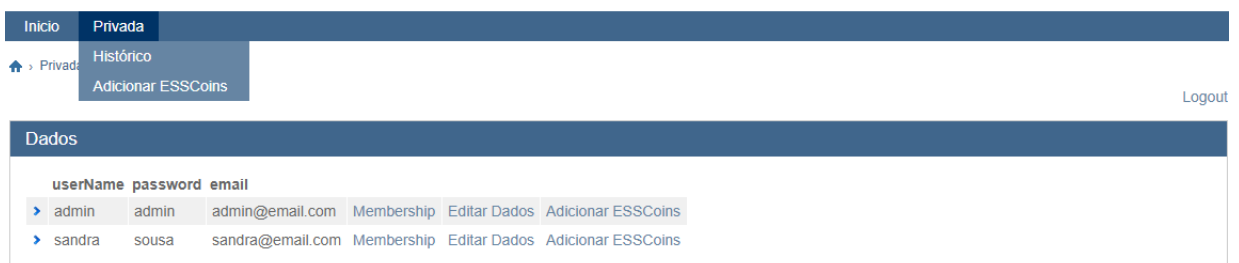 Inicio Privada
Histórico
› Privada
Adicionar ESSCoins
Logout
Dados
userName password email
admin admin admin@email.com Membership Editar Dados Adicionar ESSCoins
sandra sousa sandra@email.com Membership Editar Dados Adicionar ESSCoins